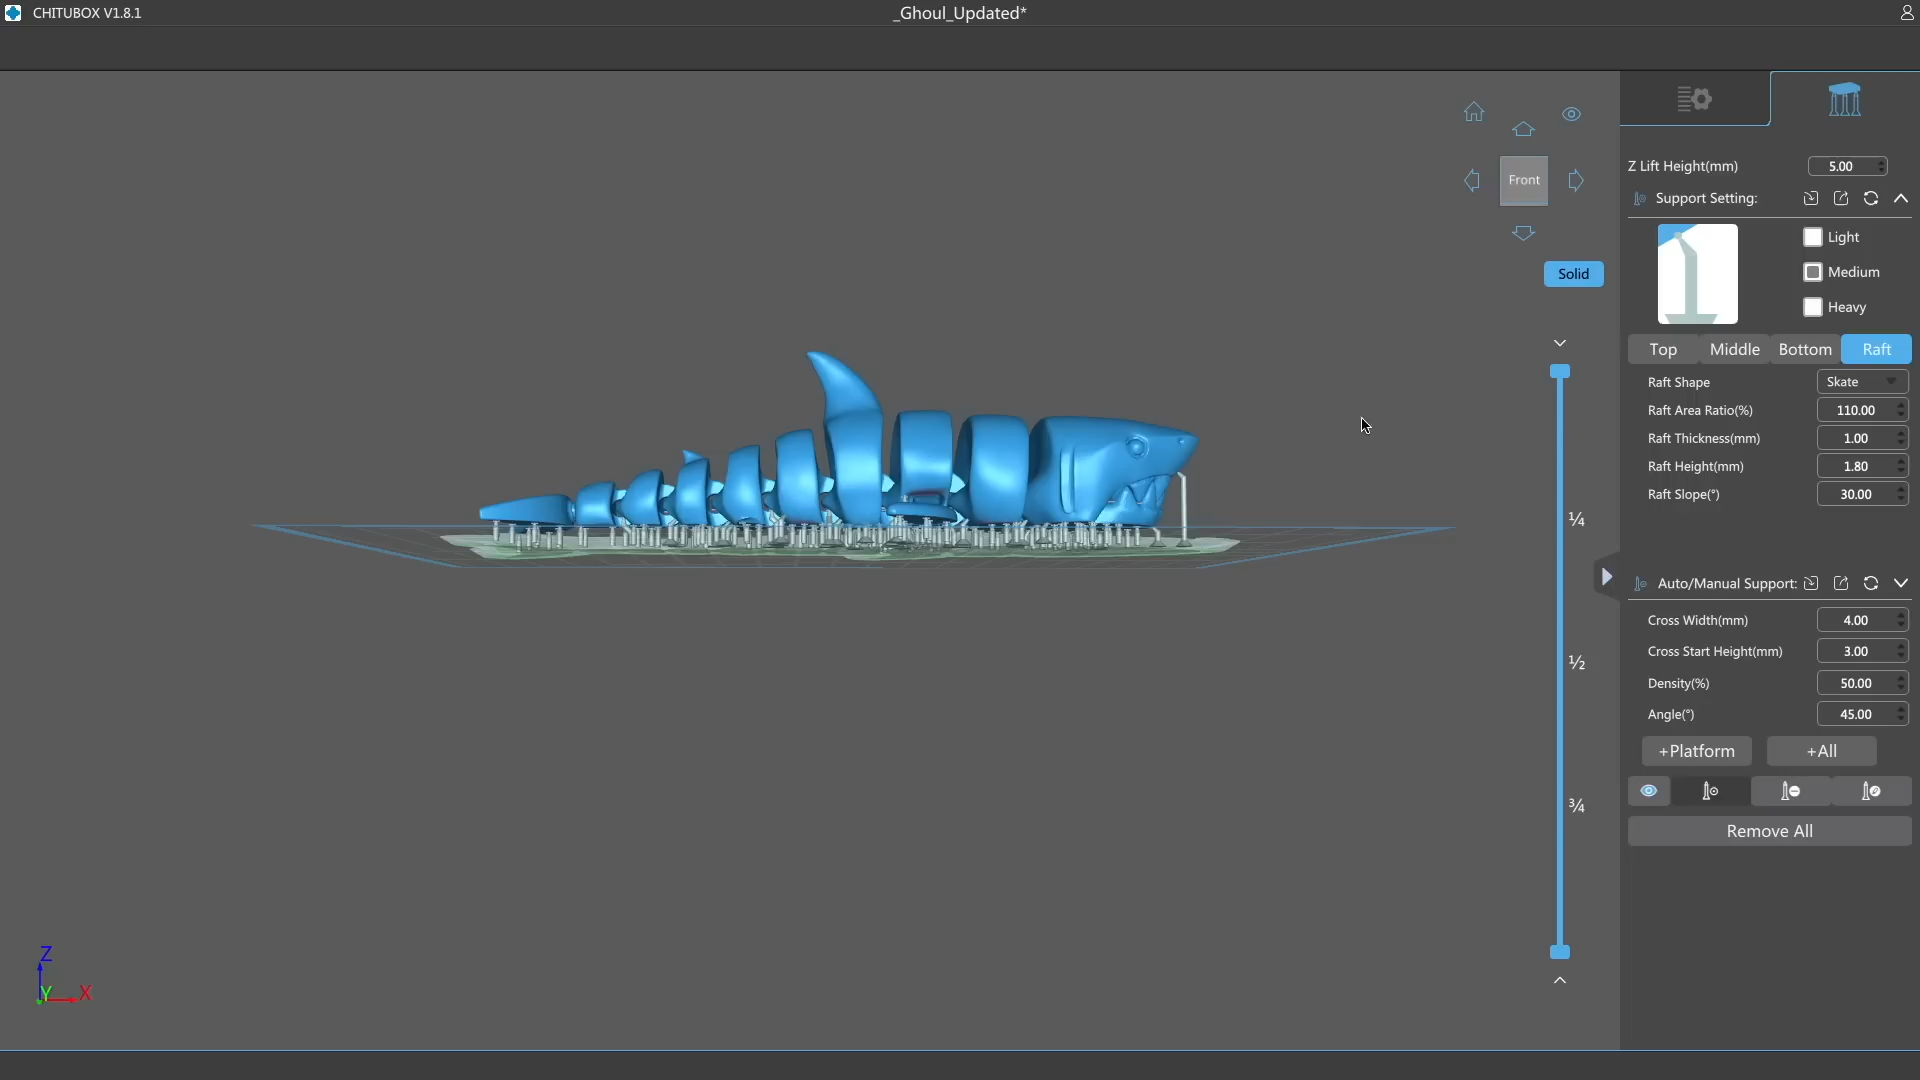 CHITUBOX V1.8.1
_Ghoul_Updated*
Front
Solid
¼
½
¾
Z
Y
X
Z Lift Height(mm) 5.00
Support Setting:
Light
Medium
Heavy
Top Middle Bottom Raft
Raft Shape Skate
Raft Area Ratio(%) 110.00
Raft Thickness(mm) 1.00
Raft Height(mm) 1.80
Raft Slope(°) 30.00
Auto/Manual Support:
Cross Width(mm) 4.00
Cross Start Height(mm) 3.00
Density(%) 50.00
Angle(°) 45.00
+Platform +All
Remove All